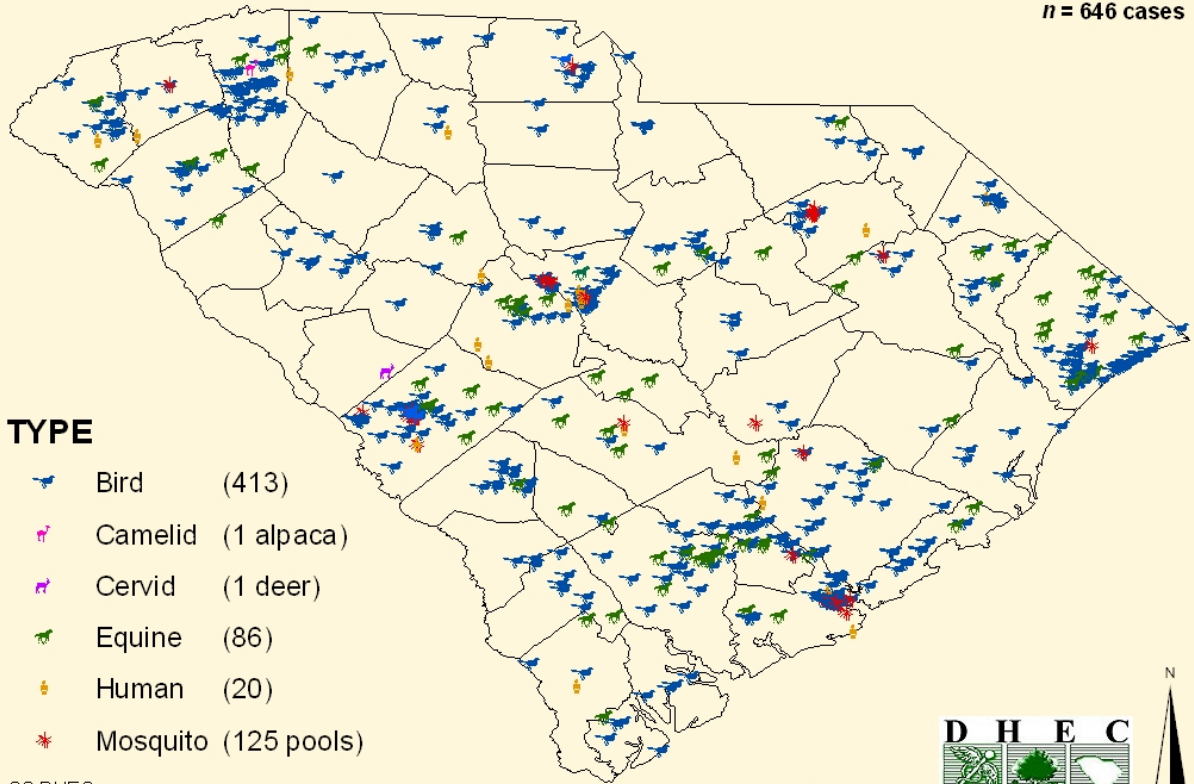 n = 646 cases
TYPE
Bird (413)
Camelid (1 alpaca)
Cervid (1 deer)
Equine (86)
Human (20)
Mosquito (125 pools)
N
D H E C